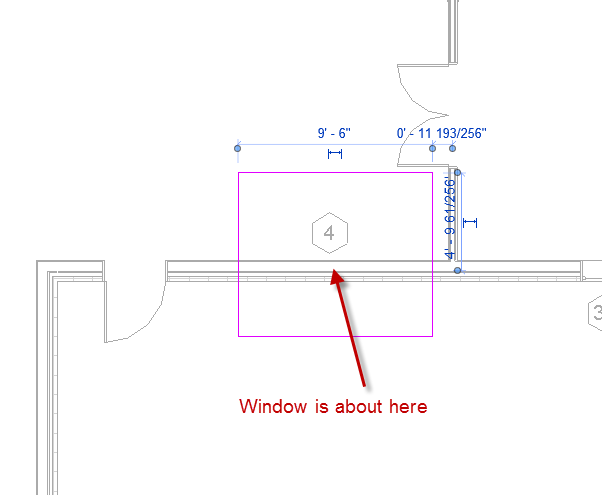 9' - 6"
0' - 11 193/256"
4' - 9 61/256"
4
3
Window is about here